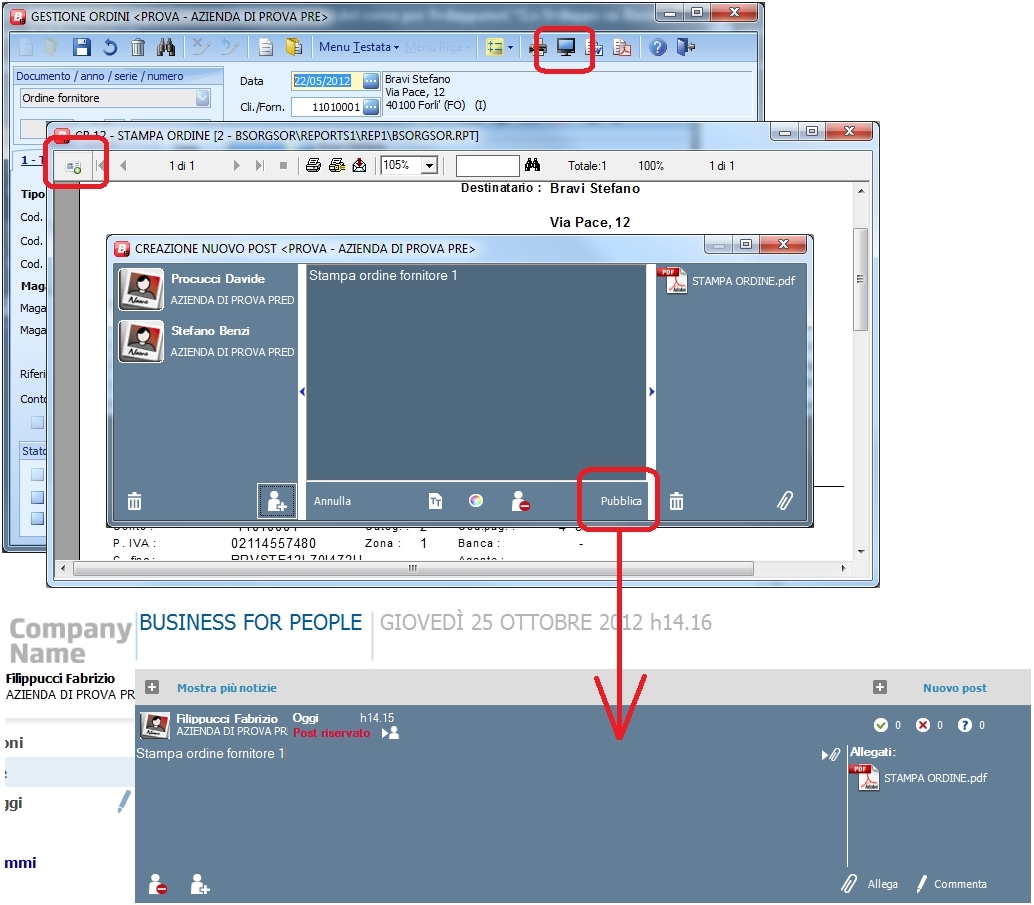 GESTIONE ORDINI <PROVA - AZIENDA DI PROVA PRE>
Menu Testata
Menu Riga
Documento / anno / serie / numero
Ordine fornitore
Data
22/05/2012
Cli./Forn.
11010001
Bravi Stefano
Via Pace, 12
40100 Forli' (FO) (I)
CR 12 - STAMPA ORDINE [2 - BSORGSOR\REPORTS1\REP1\BSORGSOR.RPT]
1 di 1
105%
Totale:1
100%
1 di 1
1 - T
Tipo
Cod.
Cod.
Cod.
Maga
Maga
Maga
Riferi
Conto
Stato
Destinatario : Bravi Stefano
Via Pace, 12
CREAZIONE NUOVO POST <PROVA - AZIENDA DI PROVA PRE>
Procucci Davide
AZIENDA DI PROVA PRED
Stefano Benzi
AZIENDA DI PROVA PRED
Stampa ordine fornitore 1
STAMPA ORDINE.pdf
Annulla
Pubblica
P. IVA :
02114557480
Zona : 1
Banca :
-
Company
Name
BUSINESS FOR PEOPLE
GIOVEDÌ 25 OTTOBRE 2012 h14.16
Filippucci Fabrizio
AZIENDA DI PROVA PR
Mostra più notizie
Nuovo post
Filippucci Fabrizio
AZIENDA DI PROVA PR
Oggi
h14.15
Post riservato
0
0
0
Stampa ordine fornitore 1
Allegati:
STAMPA ORDINE.pdf
oni
e
ggi
mmi
Allega
Commenta